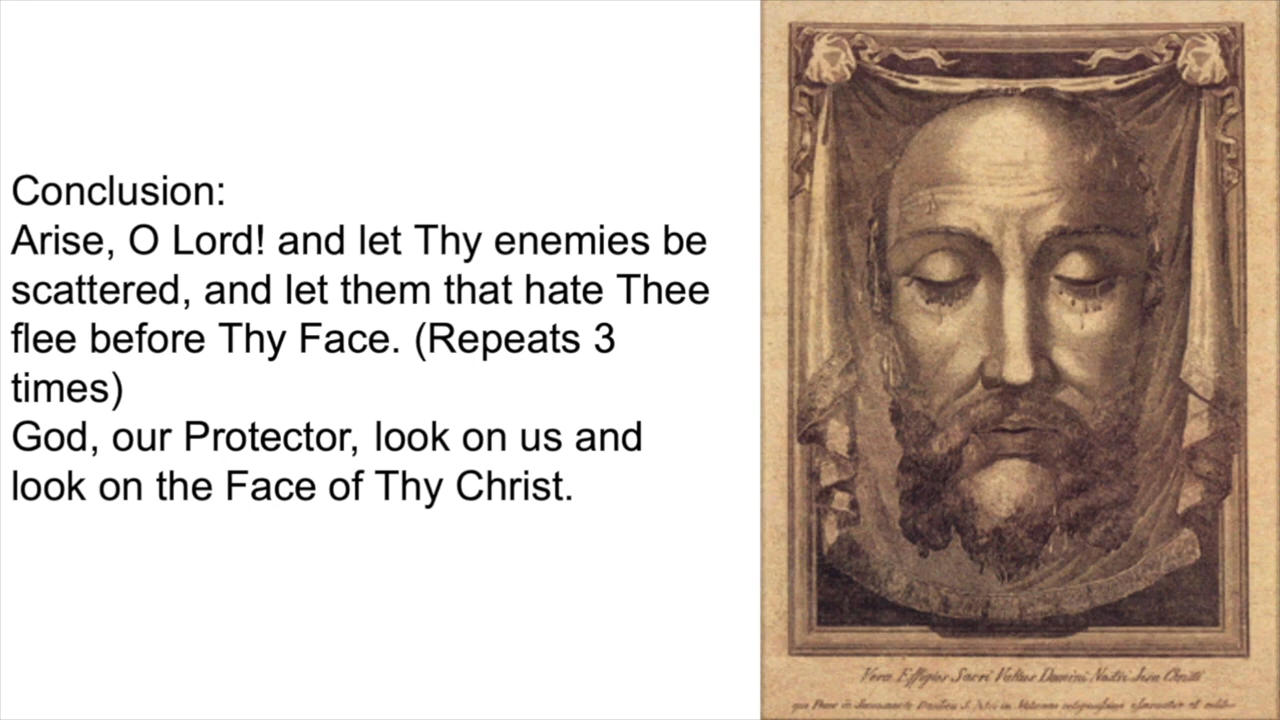 Conclusion:
Arise, O Lord! and let Thy enemies be
scattered, and let them that hate Thee
flee before Thy Face. (Repeats 3
times)
God, our Protector, look on us and
look on the Face of Thy Christ.
Vera Effigies Sacri Vultus Domini Nostri Jesu Christi